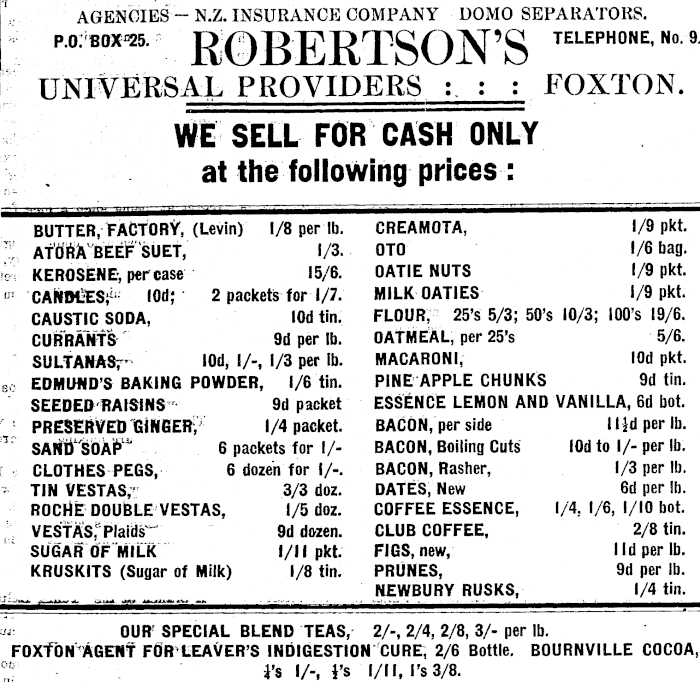 AGENCIES — N.Z. INSURANCE COMPANY DOMO SEPARATORS.
P.O. BOX 25.
ROBERTSON'S
TELEPHONE, No. 9.
UNIVERSAL PROVIDERS : : : FOXTON.
WE SELL FOR CASH ONLY
at the following prices :
BUTTER, FACTORY, (Levin) 1/8 per lb.
ATORA BEEF SUET, 1/3.
KEROSENE, per case 15/6.
CANDLES, 10d; 2 packets for 1/7.
CAUSTIC SODA, 10d tin.
CURRANTS 9d per lb.
SULTANAS, 10d, 1/-, 1/3 per lb.
EDMUND'S BAKING POWDER, 1/6 tin.
SEEDED RAISINS 9d packet
PRESERVED GINGER, 1/4 packet.
SAND SOAP 6 packets for 1/-
CLOTHES PEGS, 6 dozen for 1/-.
TIN VESTAS, 3/3 doz.
ROCHE DOUBLE VESTAS, 1/5 doz.
VESTAS, Plaids 9d dozen.
SUGAR OF MILK 1/11 pkt.
KRUSKITS (Sugar of Milk) 1/8 tin.
CREAMOTA, 1/9 pkt.
OTO 1/6 bag.
OATIE NUTS 1/9 pkt.
MILK OATIES 1/9 pkt.
FLOUR, 25's 5/3; 50's 10/3; 100's 19/6.
OATMEAL, per 25's 5/6.
MACARONI, 10d pkt.
PINE APPLE CHUNKS 9d tin.
ESSENCE LEMON AND VANILLA, 6d bot.
BACON, per side 11½d per lb.
BACON, Boiling Cuts 10d to 1/- per lb.
BACON, Rasher, 1/3 per lb.
DATES, New 6d per lb.
COFFEE ESSENCE, 1/4, 1/6, 1/10 bot.
CLUB COFFEE, 2/8 tin.
FIGS, new, 11d per lb.
PRUNES, 9d per lb.
NEWBURY RUSKS, 1/4 tin.
OUR SPECIAL BLEND TEAS, 2/-, 2/4, 2/8, 3/- per lb.
FOXTON AGENT FOR LEAVER'S INDIGESTION CURE, 2/6 Bottle. BOURNVILLE COCOA,
¼'s 1/-, ½'s 1/11, 1's 3/8.